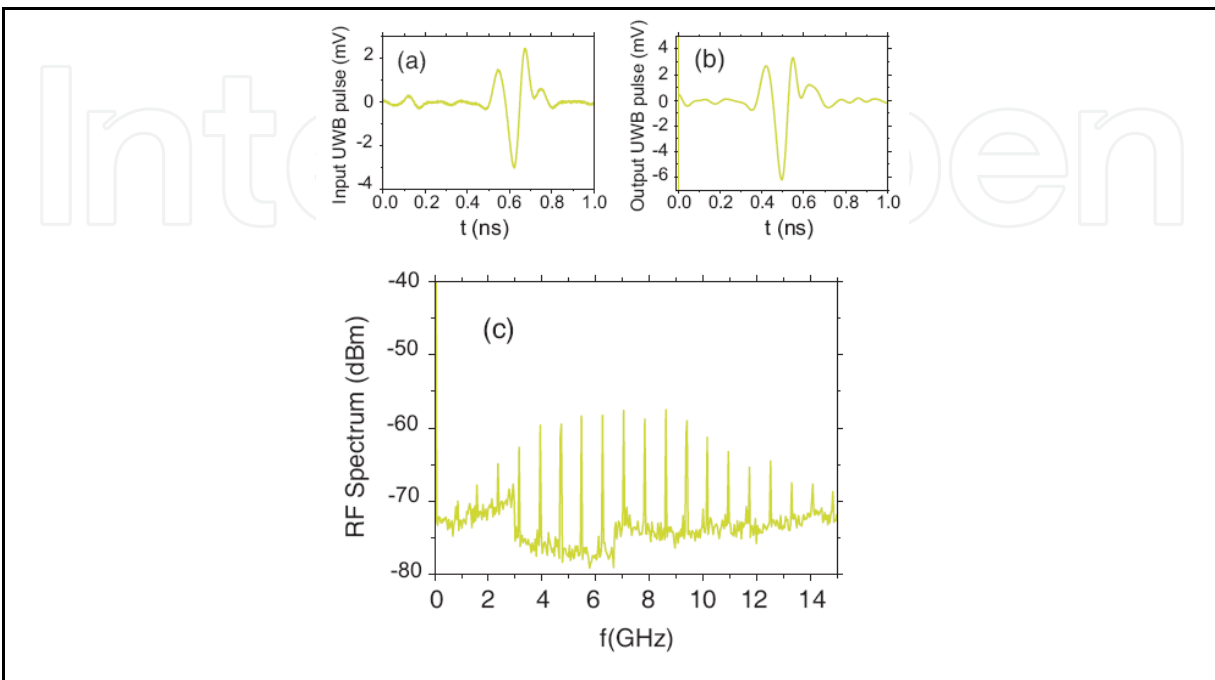 (a)
Input UWB pulse (mV)
2
0
-2
-4
0.0 0.2 0.4 0.6 0.8 1.0
t (ns)
(b)
Output UWB pulse (mV)
4
2
0
-2
-4
-6
0.0 0.2 0.4 0.6 0.8 1.0
t (ns)
(c)
RF Spectrum (dBm)
-40
-50
-60
-70
-80
0 2 4 6 8 10 12 14
f(GHz)